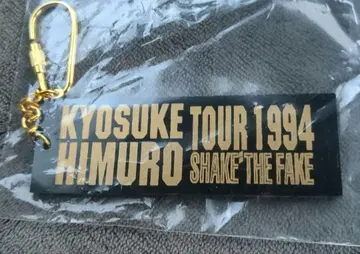 KYOSUKE
HIMURO
TOUR 1994
SHAKE THE FAKE